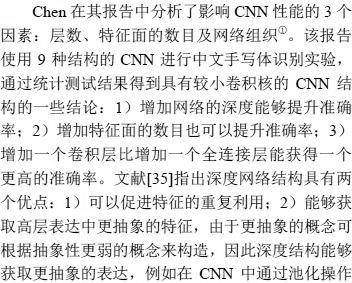 Chen 在其报告中分析了影响 CNN 性能的 3 个
因素：层数、特征面的数目及网络组织①。该报告
使用 9 种结构的 CNN 进行中文手写体识别实验，
通过统计测试结果得到具有较小卷积核的 CNN 结
构的一些结论：1）增加网络的深度能够提升准确
率；2）增加特征面的数目也可以提升准确率；3）
增加一个卷积层比增加一个全连接层能获得一个
更高的准确率。文献[35]指出深度网络结构具有两
个优点：1）可以促进特征的重复利用；2）能够获
取高层表达中更抽象的特征，由于更抽象的概念可
根据抽象性更弱的概念来构造，因此深度结构能够
获取更抽象的表达，例如在 CNN 中通过池化操作